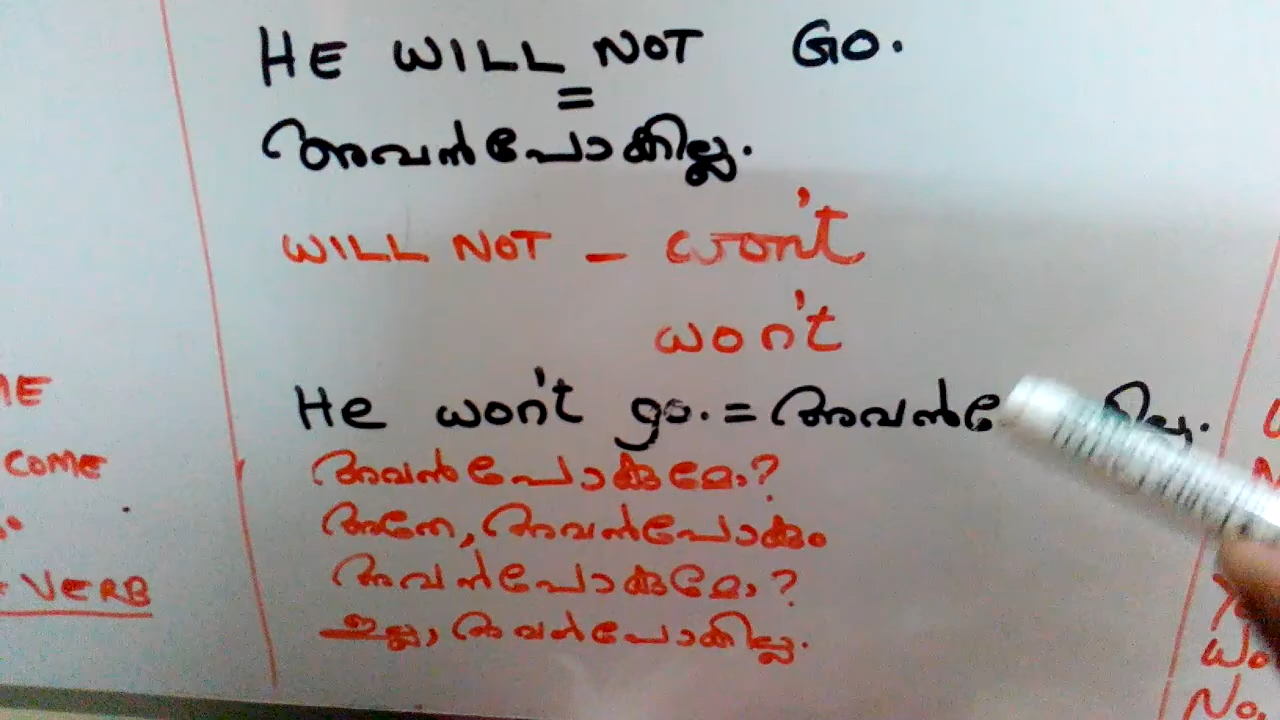 HE WILL NOT GO.
=
അവൻ പോകില്ല.
WILL NOT - won't
won't
He won't go. = അവൻ
അവൻ പോകുമോ?
അതേ, അവൻ പോകും
അവൻ പോകുമോ?
ഇല്ല, അവൻ പോകില്ല.
COME
VERB